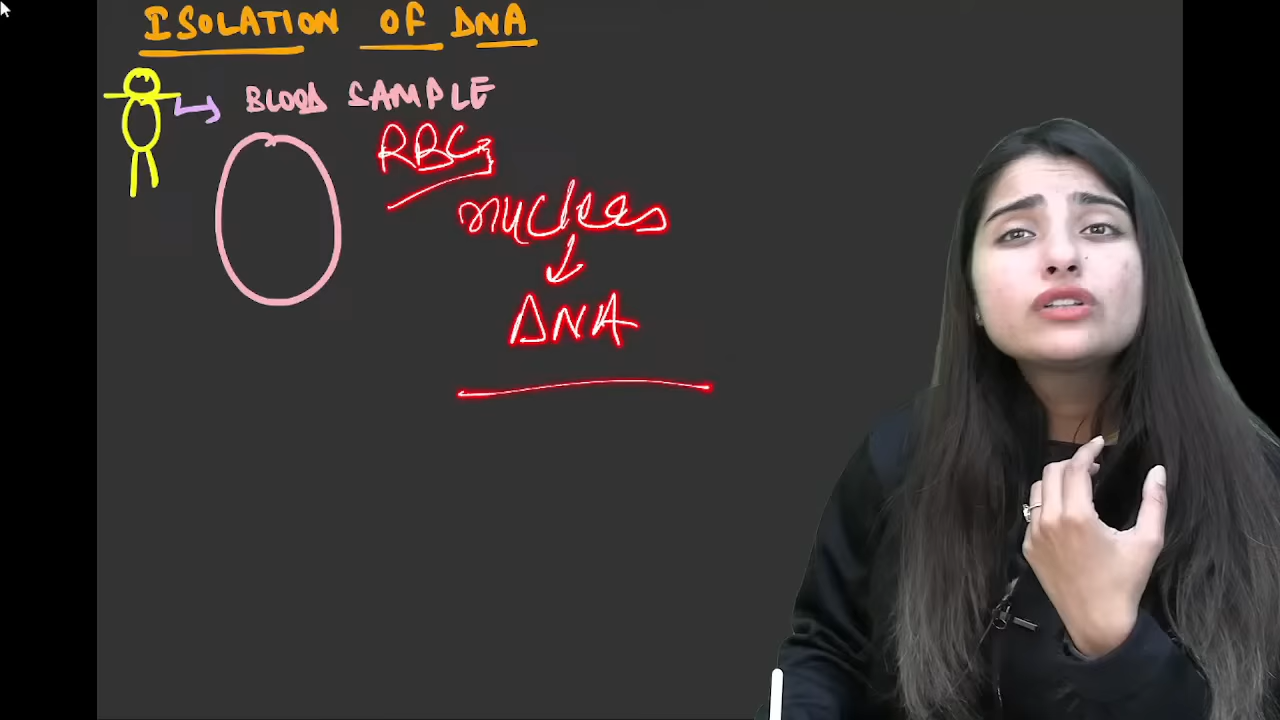 ISOLATION OF DNA
BLOOD SAMPLE
RBCs
nucleus
DNA